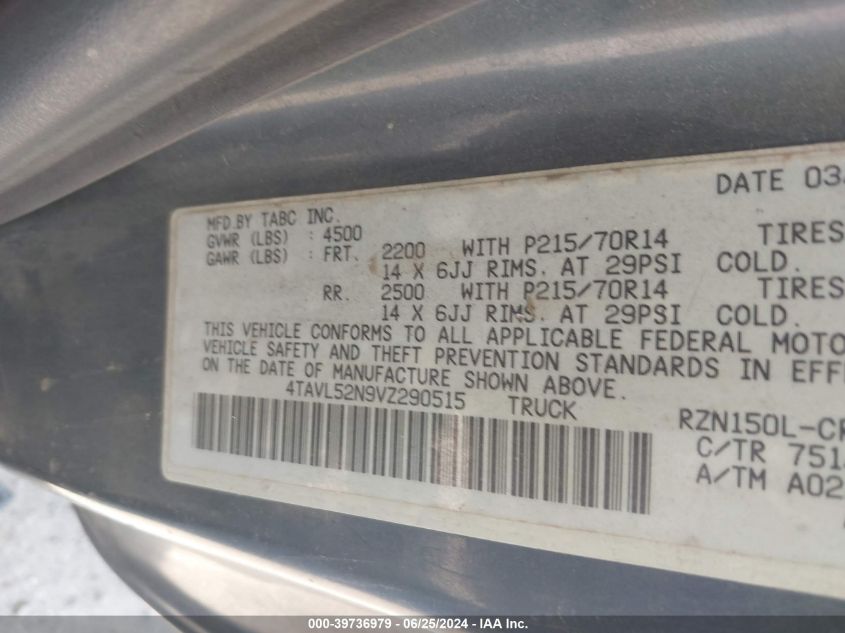 DATE 03
MFD.BY TABC INC.
GVWR (LBS) : 4500
GAWR (LBS) : FRT. 2200 WITH P215/70R14 TIRES
14 X 6JJ RIMS. AT 29PSI COLD.
RR. 2500 WITH P215/70R14 TIRES
14 X 6JJ RIMS. AT 29PSI COLD.
THIS VEHICLE CONFORMS TO ALL APPLICABLE FEDERAL MOTO
VEHICLE SAFETY AND THEFT PREVENTION STANDARDS IN EFF
ON THE DATE OF MANUFACTURE SHOWN ABOVE.
4TAVL52N9VZ290515 TRUCK RZN150L-CR
C/TR 751
A/TM A02
000-39736979 - 06/25/2024 - IAA Inc.